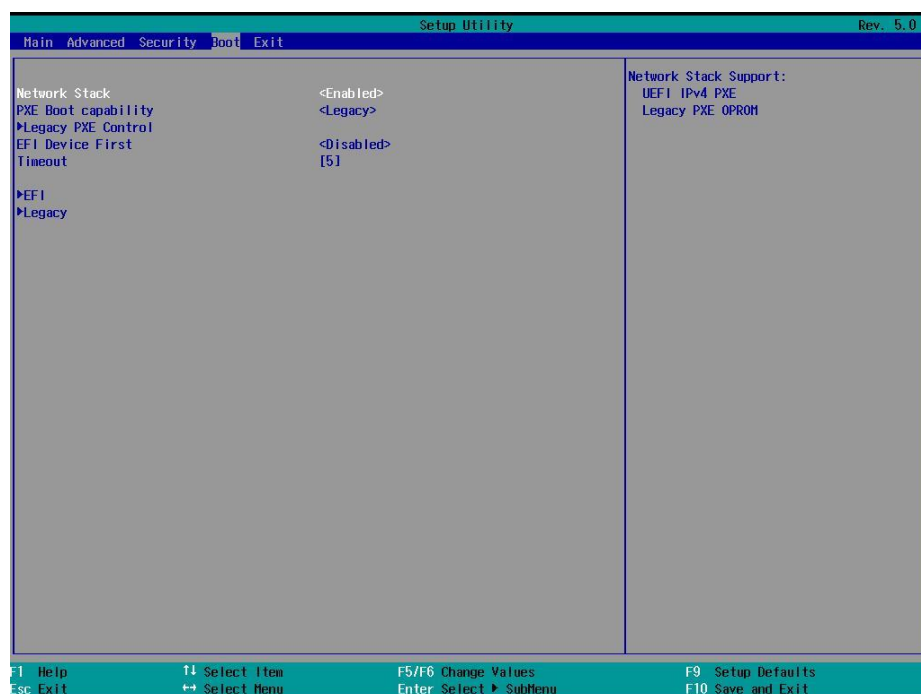 Setup Utility Rev. 5.0
Main Advanced Security Boot Exit
Network Stack <Enabled>
PXE Boot capability <Legacy>
▶Legacy PXE Control
EFI Device First <Disabled>
Timeout [5]
▶EFI
▶Legacy
Network Stack Support:
UEFI IPv4 PXE
Legacy PXE OPROM
F1 Help ↑↓ Select Item F5/F6 Change Values F9 Setup Defaults
Esc Exit ↔ Select Menu Enter Select ▶ SubMenu F10 Save and Exit